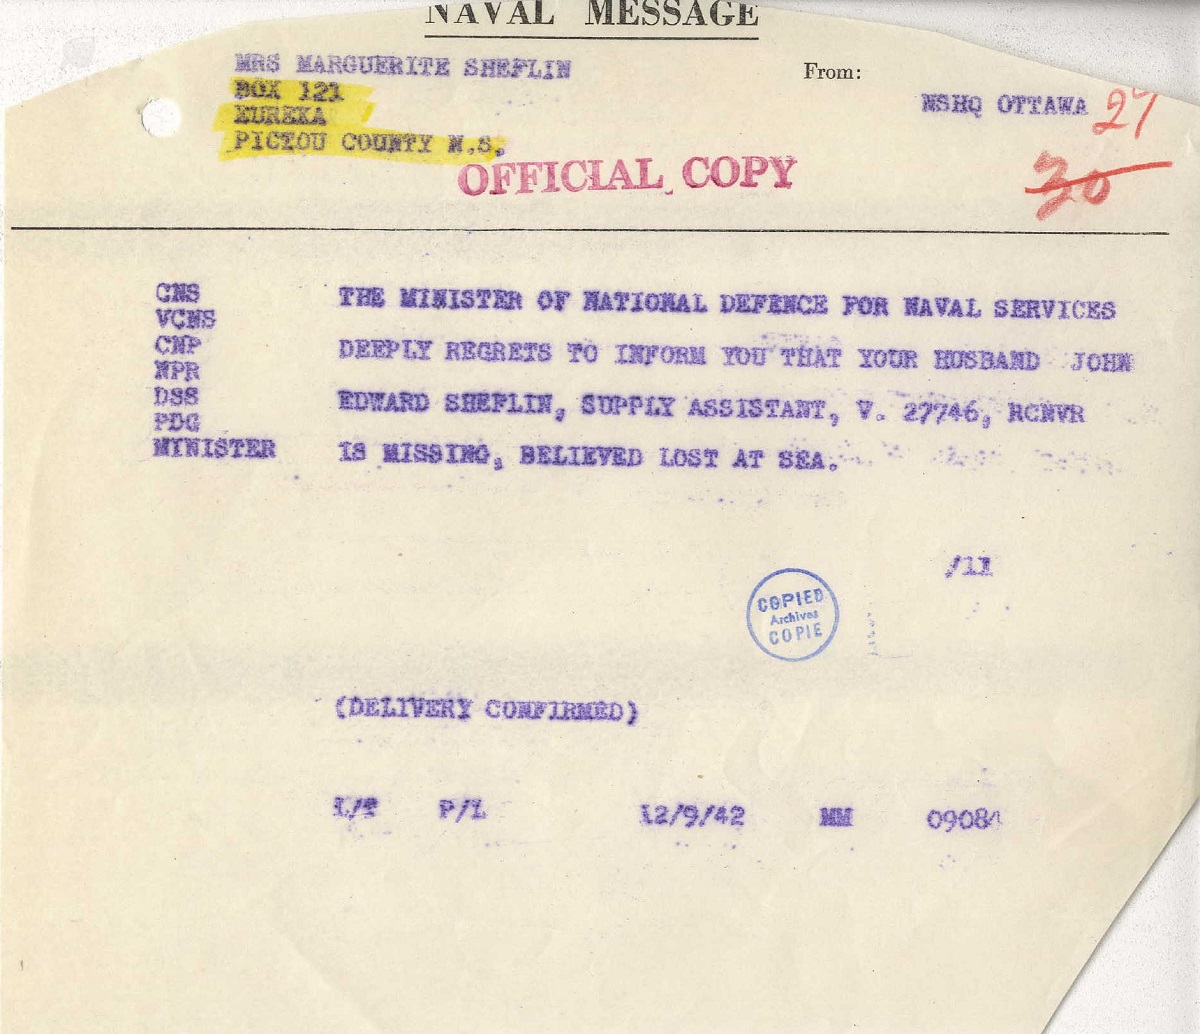 NAVAL MESSAGE
MRS MARGUERITE SHEFLIN
BOX 121
EUREKA
PICTOU COUNTY N.S.
From:
NSHQ OTTAWA
OFFICIAL COPY
30
CNS
VCNS
CNP
NPR
DSS
PDG
MINISTER
THE MINISTER OF NATIONAL DEFENCE FOR NAVAL SERVICES
DEEPLY REGRETS TO INFORM YOU THAT YOUR HUSBAND JOHN
EDWARD SHEFLIN, SUPPLY ASSISTANT, V. 27746, RCNVR
IS MISSING, BELIEVED LOST AT SEA.
/11
COPIED
Archives
COPIE
(DELIVERY CONFIRMED)
L/T P/L 12/9/42 MM